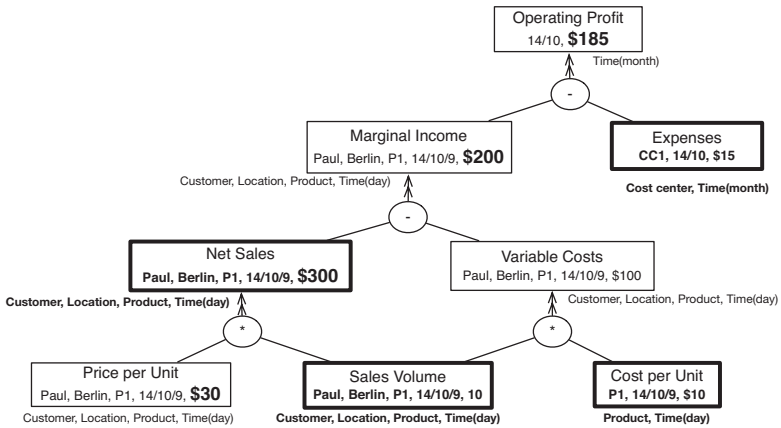 Operating Profit
14/10, $185
Time(month)
-
Marginal Income
Paul, Berlin, P1, 14/10/9, $200
Expenses
CC1, 14/10, $15
Customer, Location, Product, Time(day)
Cost center, Time(month)
-
Net Sales
Paul, Berlin, P1, 14/10/9, $300
Variable Costs
Paul, Berlin, P1, 14/10/9, $100
Customer, Location, Product, Time(day)
Customer, Location, Product, Time(day)
*
*
Price per Unit
Paul, Berlin, P1, 14/10/9, $30
Sales Volume
Paul, Berlin, P1, 14/10/9, 10
Cost per Unit
P1, 14/10/9, $10
Customer, Location, Product, Time(day)
Customer, Location, Product, Time(day)
Product, Time(day)